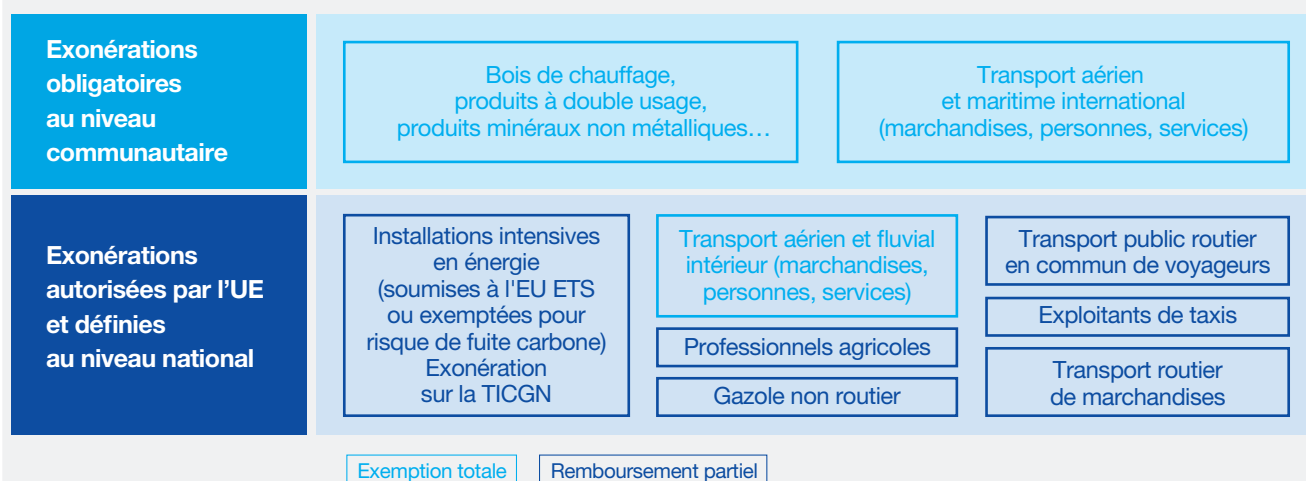 Exonérations
obligatoires
au niveau
communautaire
Bois de chauffage,
produits à double usage,
produits minéraux non métalliques…
Transport aérien
et maritime international
(marchandises, personnes, services)
Exonérations
autorisées par l'UE
et définies
au niveau national
Installations intensives
en énergie
(soumises à l'EU ETS
ou exemptées pour
risque de fuite carbone)
Exonération
sur la TICGN
Transport aérien et fluvial
intérieur (marchandises,
personnes, services)
Professionnels agricoles
Gazole non routier
Transport public routier
en commun de voyageurs
Exploitants de taxis
Transport routier
de marchandises
Exemption totale
Remboursement partiel